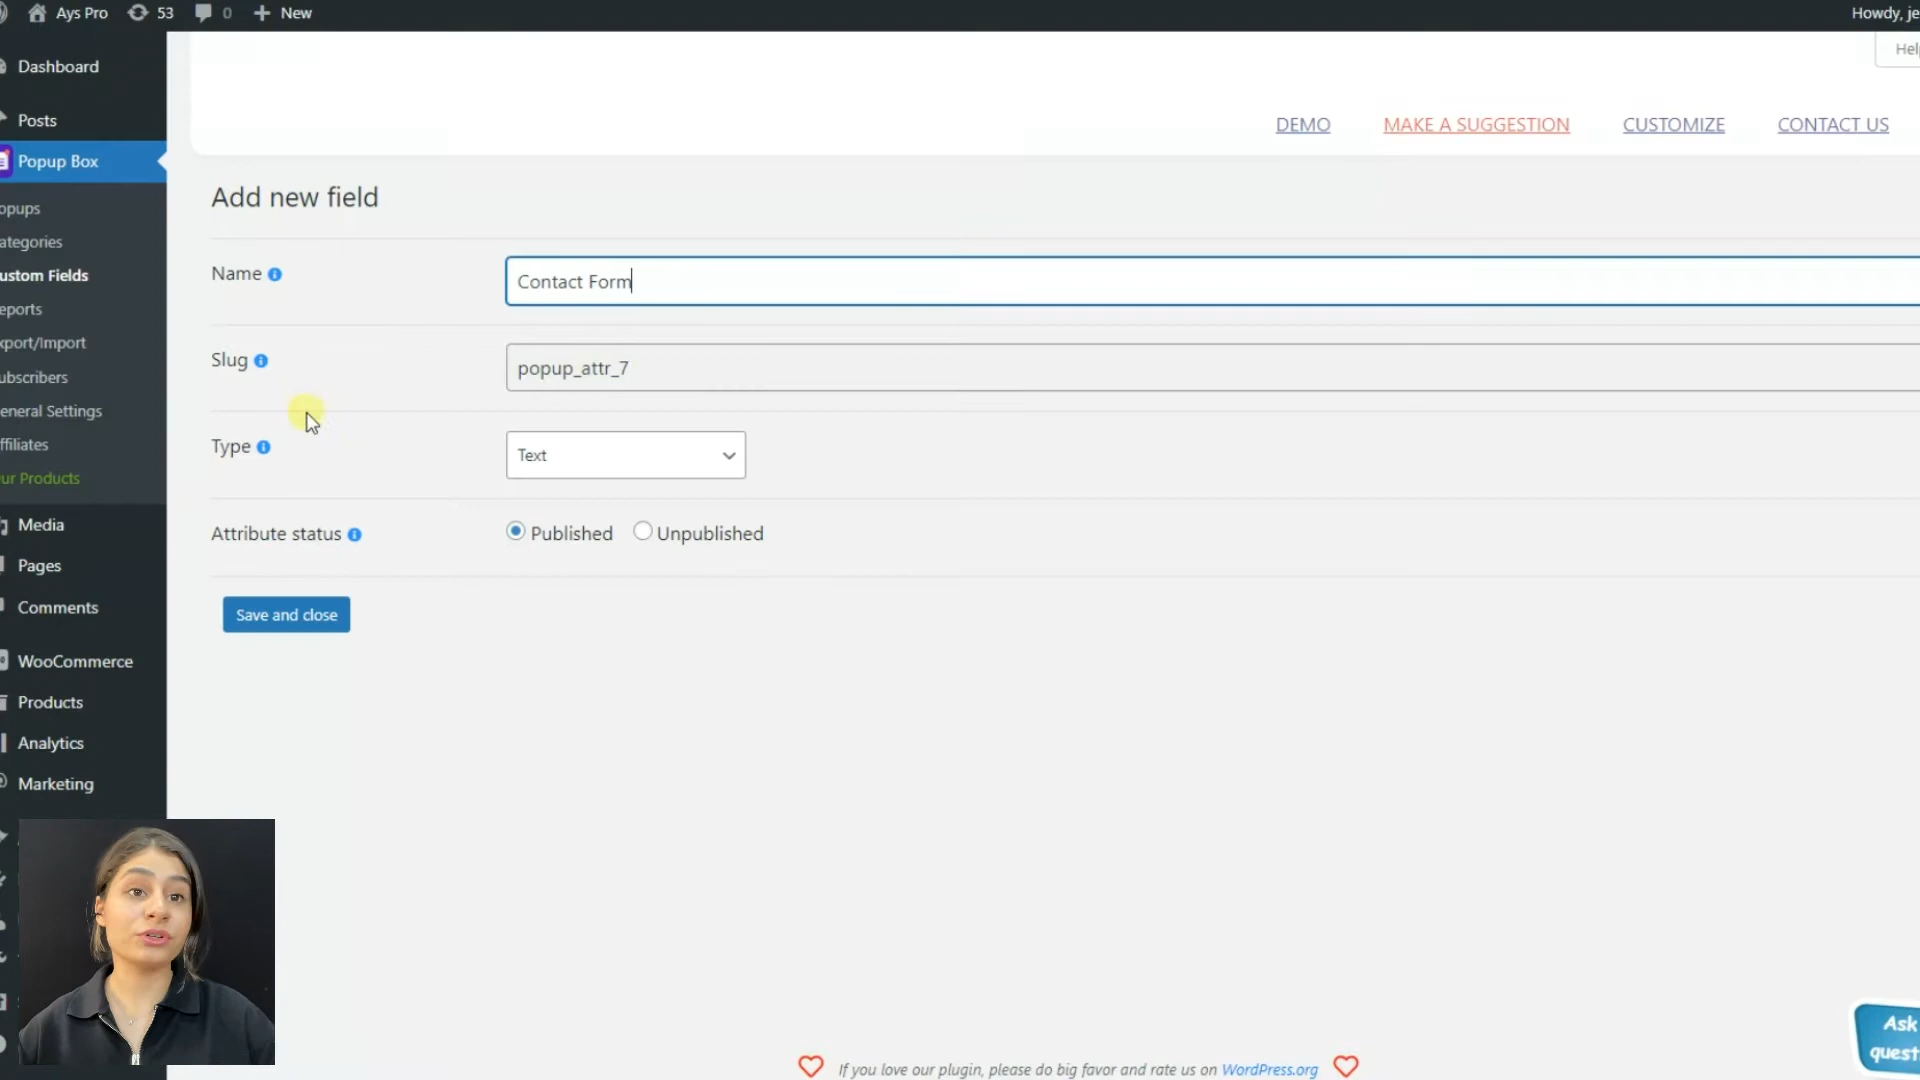 Ays Pro 53 0 New Howdy, je
Hel
Dashboard
Posts
Popup Box
opups
ategories
ustom Fields
eports
xport/Import
ubscribers
eneral Settings
ffiliates
ur Products
Media
Pages
Comments
WooCommerce
Products
Analytics
Marketing
DEMO MAKE A SUGGESTION CUSTOMIZE CONTACT US
Add new field
Name Contact Form
Slug popup_attr_7
Type Text
Attribute status Published Unpublished
Save and close
Ask
quest
If you love our plugin, please do big favor and rate us on WordPress.org